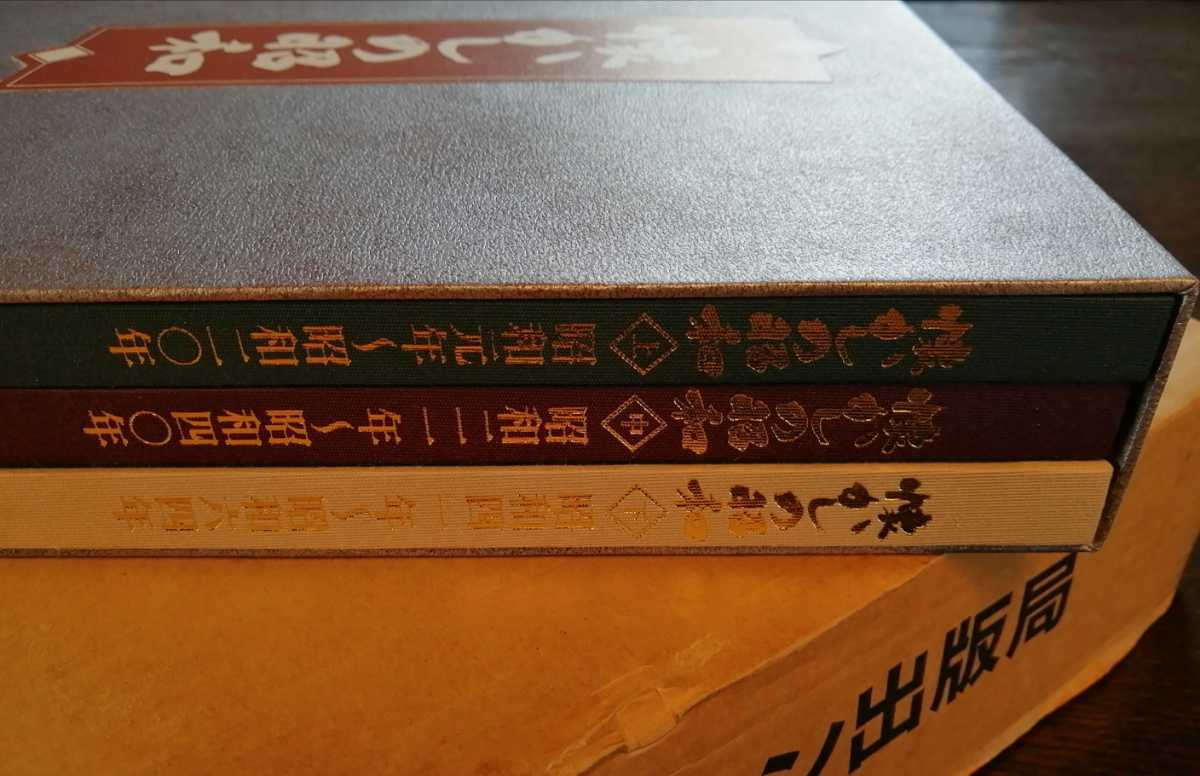 懐かしの昭和
懐かしの昭和 上 昭和元年〜昭和二〇年
懐かしの昭和 中 昭和二一年〜昭和四〇年
懐かしの昭和 下 昭和四一年〜昭和六四年
ン出版局